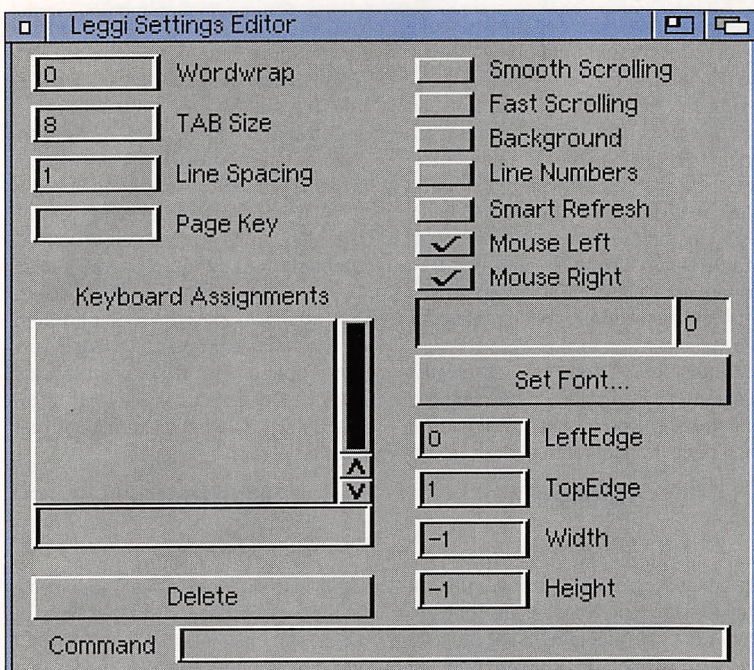 Leggi Settings Editor
0 Wordwrap
8 TAB Size
1 Line Spacing
Page Key
Keyboard Assignments
Delete
Smooth Scrolling
Fast Scrolling
Background
Line Numbers
Smart Refresh
Mouse Left
Mouse Right
0
Set Font...
0 LeftEdge
1 TopEdge
-1 Width
-1 Height
Command